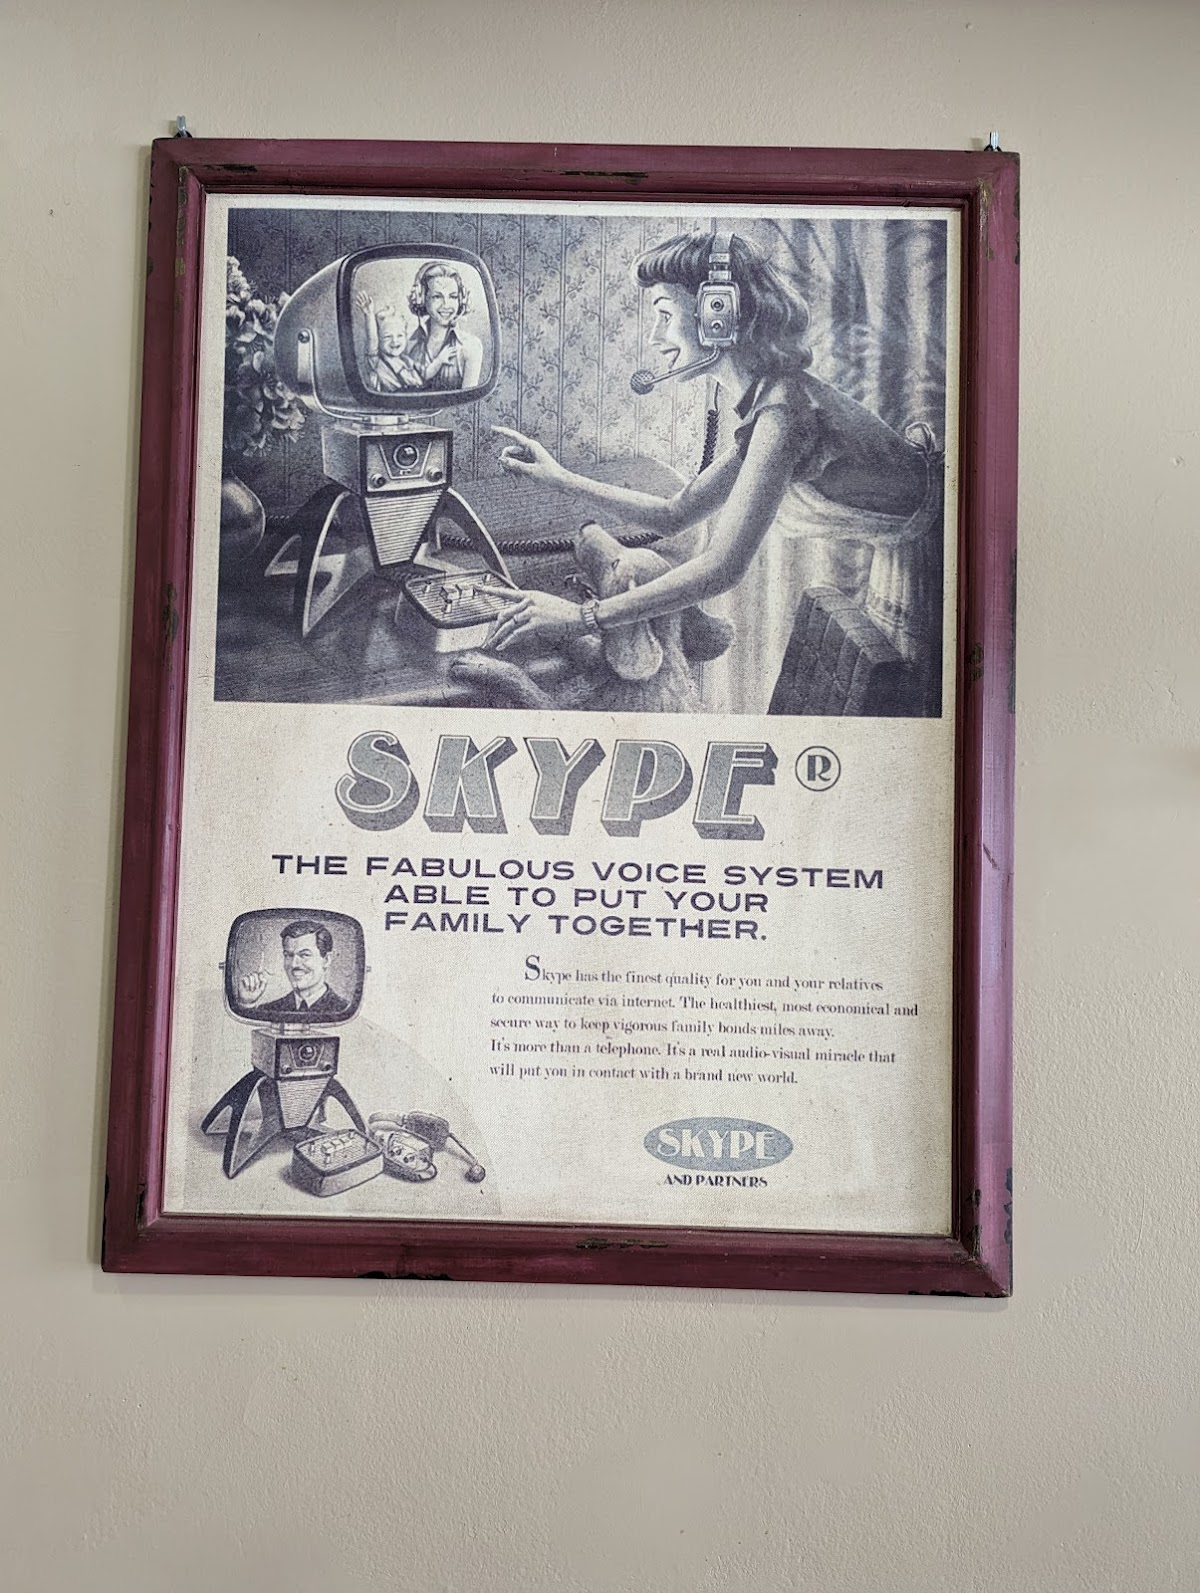 SKYPE®
THE FABULOUS VOICE SYSTEM
ABLE TO PUT YOUR
FAMILY TOGETHER.
Skype has the finest quality for you and your relatives
to communicate via internet. The healthiest, most economical and
secure way to keep vigorous family bonds miles away.
It's more than a telephone. It's a real audio-visual miracle that
will put you in contact with a brand new world.
SKYPE
AND PARTNERS